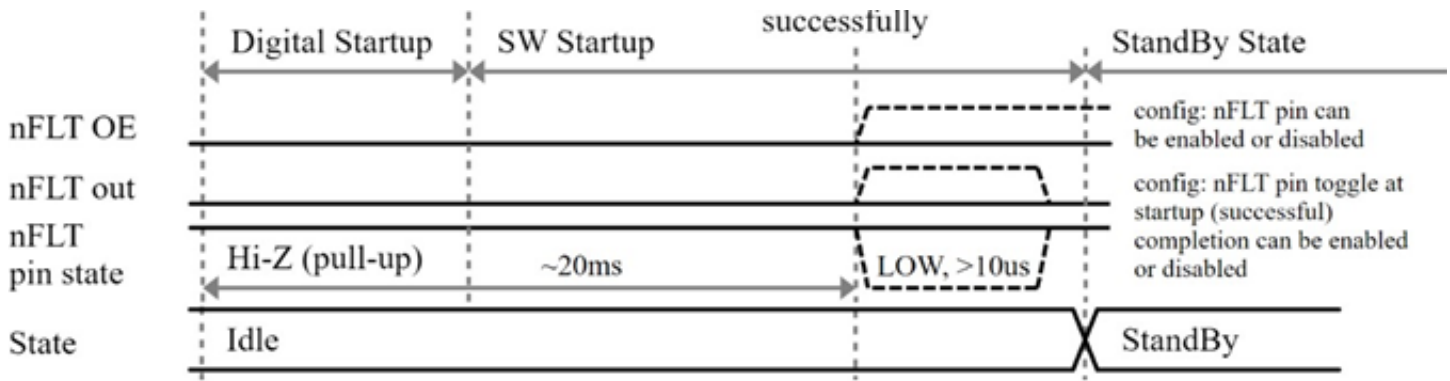 successfully
Digital Startup
SW Startup
StandBy State
nFLT OE
config: nFLT pin can
be enabled or disabled
nFLT out
config: nFLT pin toggle at
startup (successful)
completion can be enabled
or disabled
nFLT
pin state
Hi-Z (pull-up)
~20ms
LOW, >10us
State
Idle
StandBy